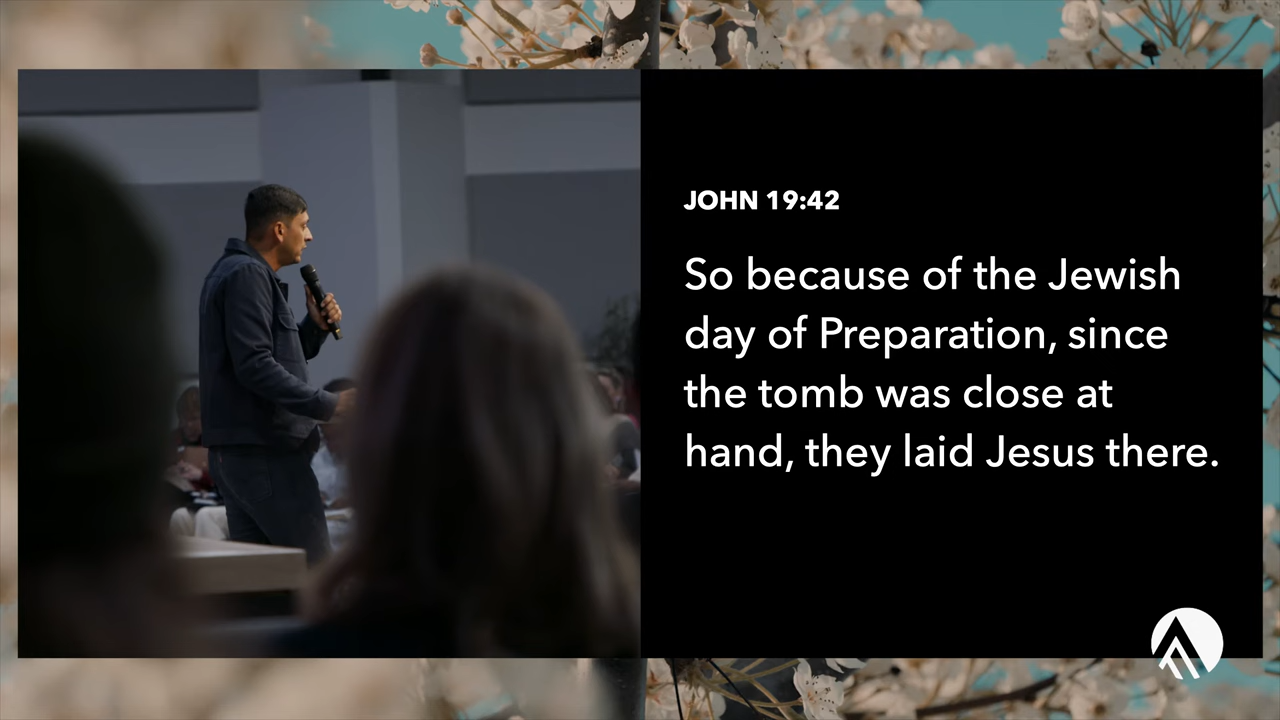 JOHN 19:42
So because of the Jewish
day of Preparation, since
the tomb was close at
hand, they laid Jesus there.